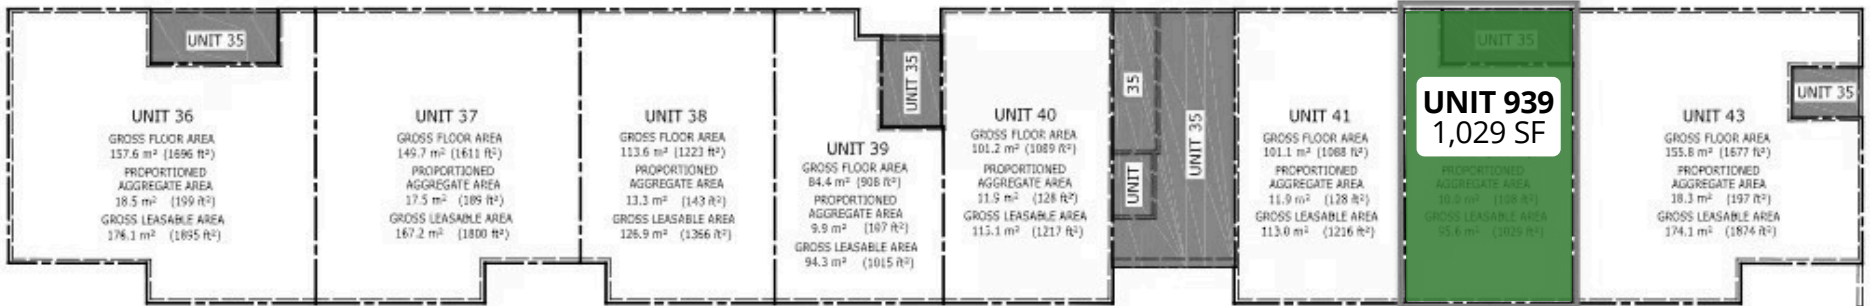 UNIT 35
UNIT 36
GROSS FLOOR AREA
157.6 m² (1696 ft²)
PROPORTIONED
AGGREGATE AREA
18.5 m² (199 ft²)
GROSS LEASABLE AREA
176.1 m² (1895 ft²)
UNIT 37
GROSS FLOOR AREA
149.7 m² (1611 ft²)
PROPORTIONED
AGGREGATE AREA
17.5 m² (189 ft²)
GROSS LEASABLE AREA
167.2 m² (1800 ft²)
UNIT 38
GROSS FLOOR AREA
113.6 m² (1223 ft²)
PROPORTIONED
AGGREGATE AREA
13.3 m² (143 ft²)
GROSS LEASABLE AREA
126.9 m² (1366 ft²)
UNIT 35
UNIT 39
GROSS FLOOR AREA
84.4 m² (908 ft²)
PROPORTIONED
AGGREGATE AREA
9.9 m² (107 ft²)
GROSS LEASABLE AREA
94.3 m² (1015 ft²)
UNIT 40
GROSS FLOOR AREA
101.2 m² (1089 ft²)
PROPORTIONED
AGGREGATE AREA
11.9 m² (128 ft²)
GROSS LEASABLE AREA
113.1 m² (1217 ft²)
UNIT 35
UNIT 35
UNIT 41
GROSS FLOOR AREA
101.1 m² (1088 ft²)
PROPORTIONED
AGGREGATE AREA
11.9 m² (128 ft²)
GROSS LEASABLE AREA
113.0 m² (1216 ft²)
UNIT 35
UNIT 939
1,029 SF
PROPORTIONED
AGGREGATE AREA
10.0 m² (108 ft²)
GROSS LEASABLE AREA
95.6 m² (1029 ft²)
UNIT 43
GROSS FLOOR AREA
155.8 m² (1677 ft²)
PROPORTIONED
AGGREGATE AREA
18.3 m² (197 ft²)
GROSS LEASABLE AREA
174.1 m² (1874 ft²)
UNIT 35